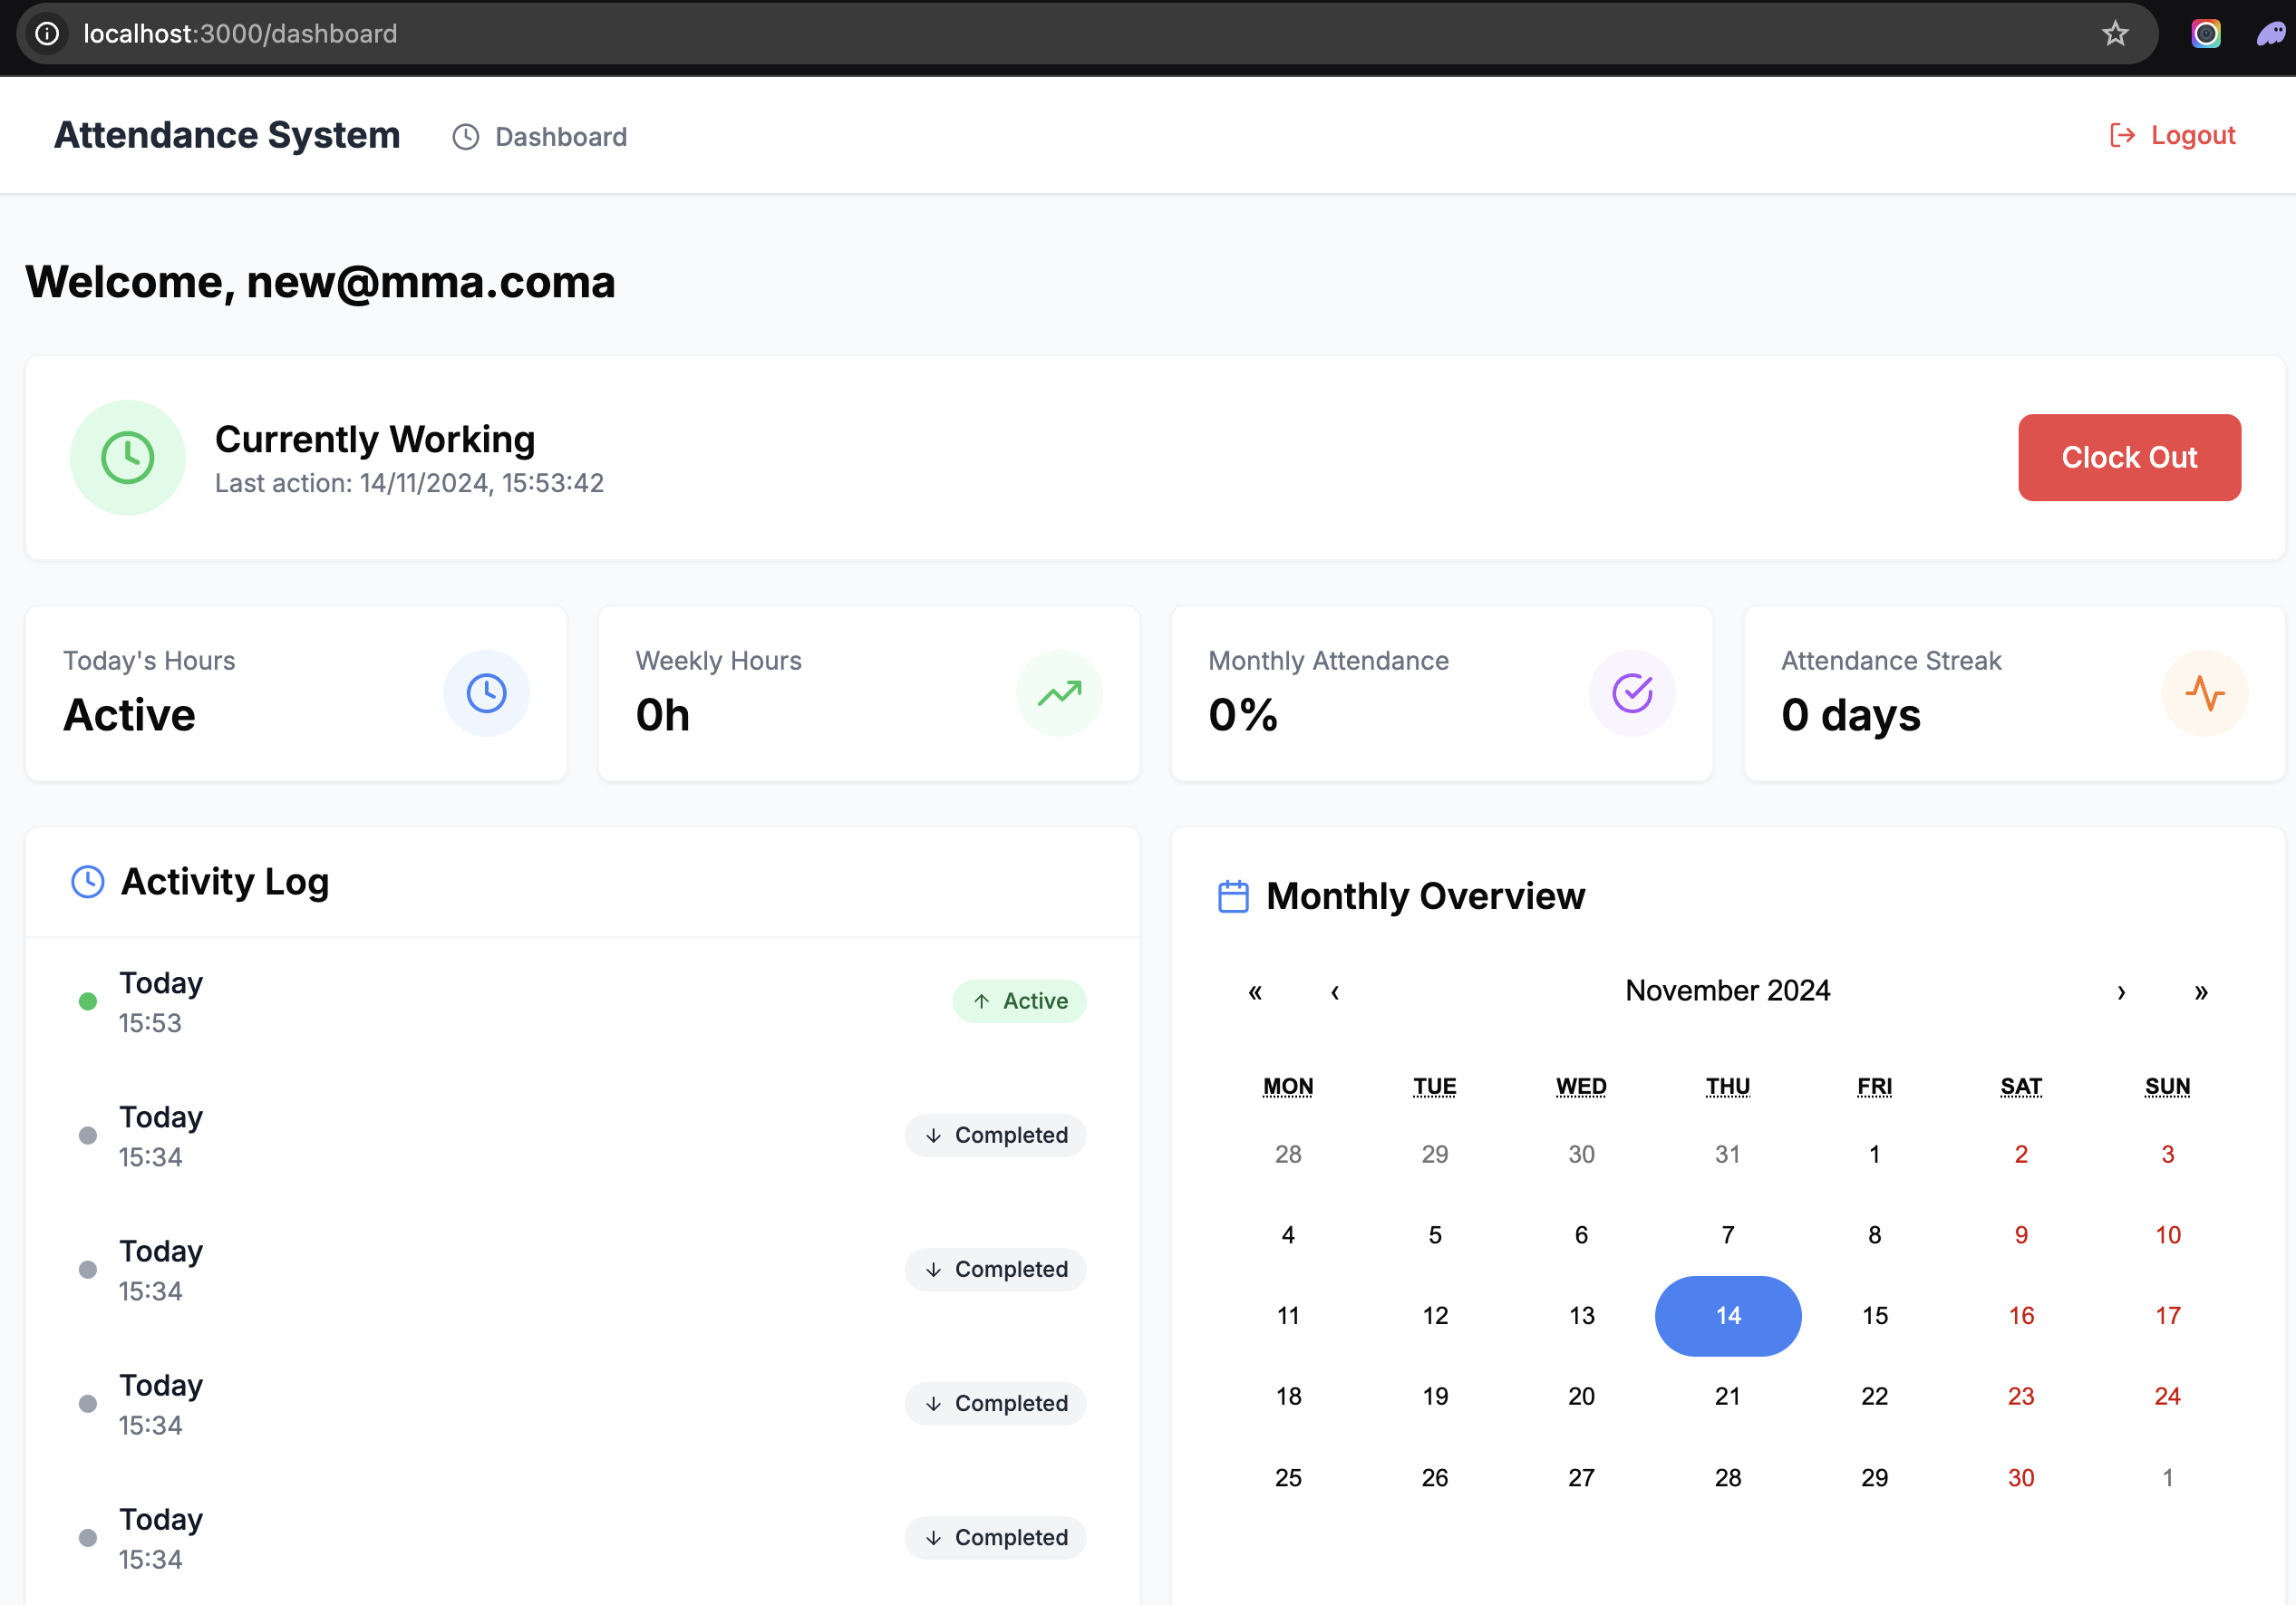 localhost:3000/dashboard
Attendance System
Dashboard
Logout
Welcome, new@mma.coma
Currently Working
Last action: 14/11/2024, 15:53:42
Clock Out
Today's Hours
Active
Weekly Hours
0h
Monthly Attendance
0%
Attendance Streak
0 days
Activity Log
Today
15:53
Active
Today
15:34
Completed
Today
15:34
Completed
Today
15:34
Completed
Today
15:34
Completed
Monthly Overview
« ‹ November 2024 › »
MON TUE WED THU FRI SAT SUN
28 29 30 31 1 2 3
4 5 6 7 8 9 10
11 12 13 14 15 16 17
18 19 20 21 22 23 24
25 26 27 28 29 30 1